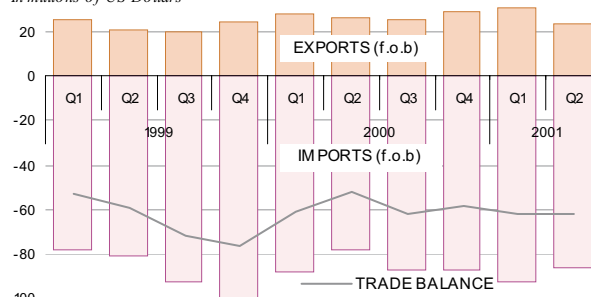 In millions of US Dollars
20
EXPORTS (f.o.b)
0
Q1 Q2 Q3 Q4 Q1 Q2 Q3 Q4 Q1 Q2
-20
1999 2000 2001
IMPORTS (f.o.b)
-40
-60
-80
TRADE BALANCE
-100